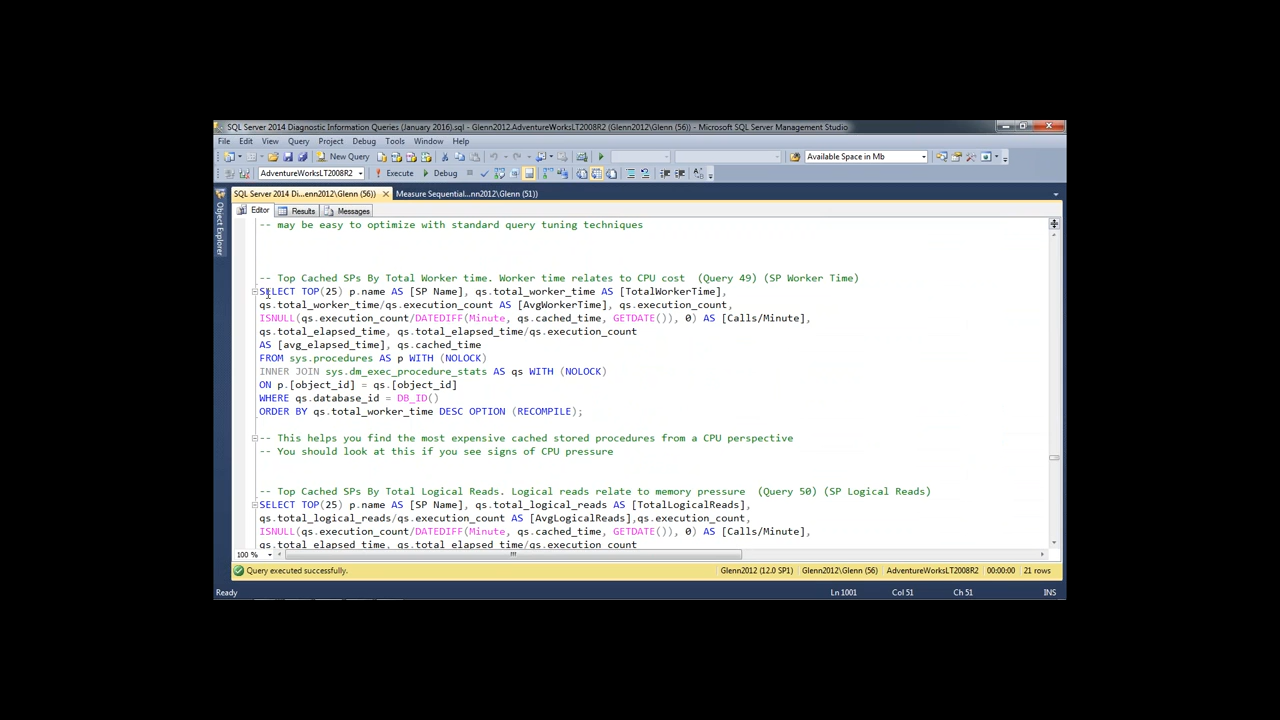 SQL Server 2014 Diagnostic Information Queries (January 2016).sql - Glenn2012.AdventureWorksLT2008R2 (Glenn2012\Glenn (56)) - Microsoft SQL Server Management Studio
File Edit View Query Project Debug Tools Window Help
New Query Available Space in Mb
AdventureWorksLT2008R2 Execute Debug
SQL Server 2014 Di...enn2012\Glenn (56)) Measure Sequential...nn2012\Glenn (51))
Object Explorer
Editor Results Messages
-- may be easy to optimize with standard query tuning techniques
-- Top Cached SPs By Total Worker time. Worker time relates to CPU cost  (Query 49) (SP Worker Time)
SELECT TOP(25) p.name AS [SP Name], qs.total_worker_time AS [TotalWorkerTime],
qs.total_worker_time/qs.execution_count AS [AvgWorkerTime], qs.execution_count,
ISNULL(qs.execution_count/DATEDIFF(Minute, qs.cached_time, GETDATE()), 0) AS [Calls/Minute],
qs.total_elapsed_time, qs.total_elapsed_time/qs.execution_count
AS [avg_elapsed_time], qs.cached_time
FROM sys.procedures AS p WITH (NOLOCK)
INNER JOIN sys.dm_exec_procedure_stats AS qs WITH (NOLOCK)
ON p.[object_id] = qs.[object_id]
WHERE qs.database_id = DB_ID()
ORDER BY qs.total_worker_time DESC OPTION (RECOMPILE);
-- This helps you find the most expensive cached stored procedures from a CPU perspective
-- You should look at this if you see signs of CPU pressure
-- Top Cached SPs By Total Logical Reads. Logical reads relate to memory pressure  (Query 50) (SP Logical Reads)
SELECT TOP(25) p.name AS [SP Name], qs.total_logical_reads AS [TotalLogicalReads],
qs.total_logical_reads/qs.execution_count AS [AvgLogicalReads],qs.execution_count,
ISNULL(qs.execution_count/DATEDIFF(Minute, qs.cached_time, GETDATE()), 0) AS [Calls/Minute],
qs.total_elapsed_time, qs.total_elapsed_time/qs.execution_count
100 %
Query executed successfully. Glenn2012 (12.0 SP1) Glenn2012\Glenn (56) AdventureWorksLT2008R2 00:00:00 21 rows
Ready Ln 1001 Col 51 Ch 51 INS